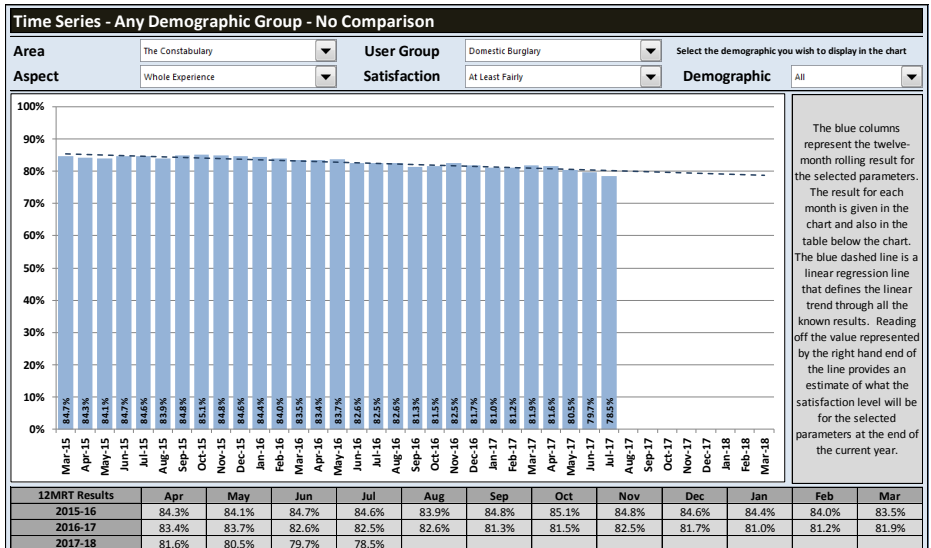 Time Series - Any Demographic Group - No Comparison
Area The Constabulary User Group Domestic Burglary Select the demographic you wish to display in the chart
Aspect Whole Experience Satisfaction At Least Fairly Demographic All
100%
90%
80%
70%
60%
50%
40%
30%
20%
10%
0%
84.7% 84.3% 84.1% 84.7% 84.6% 83.9% 84.8% 85.1% 84.8% 84.6% 84.4% 84.0% 83.5% 83.4% 83.7% 82.6% 82.5% 82.6% 81.3% 81.5% 82.5% 81.7% 81.0% 81.2% 81.9% 81.6% 80.5% 79.7% 78.5%
Mar-15 Apr-15 May-15 Jun-15 Jul-15 Aug-15 Sep-15 Oct-15 Nov-15 Dec-15 Jan-16 Feb-16 Mar-16 Apr-16 May-16 Jun-16 Jul-16 Aug-16 Sep-16 Oct-16 Nov-16 Dec-16 Jan-17 Feb-17 Mar-17 Apr-17 May-17 Jun-17 Jul-17 Aug-17 Sep-17 Oct-17 Nov-17 Dec-17 Jan-18 Feb-18 Mar-18
The blue columns
represent the twelve-
month rolling result for
the selected parameters.
The result for each
month is given in the
chart and also in the
table below the chart.
The blue dashed line is a
linear regression line
that defines the linear
trend through all the
known results. Reading
off the value represented
by the right hand end of
the line provides an
estimate of what the
satisfaction level will be
for the selected
parameters at the end of
the current year.
12MRT Results Apr May Jun Jul Aug Sep Oct Nov Dec Jan Feb Mar
2015-16 84.3% 84.1% 84.7% 84.6% 83.9% 84.8% 85.1% 84.8% 84.6% 84.4% 84.0% 83.5%
2016-17 83.4% 83.7% 82.6% 82.5% 82.6% 81.3% 81.5% 82.5% 81.7% 81.0% 81.2% 81.9%
2017-18 81.6% 80.5% 79.7% 78.5%